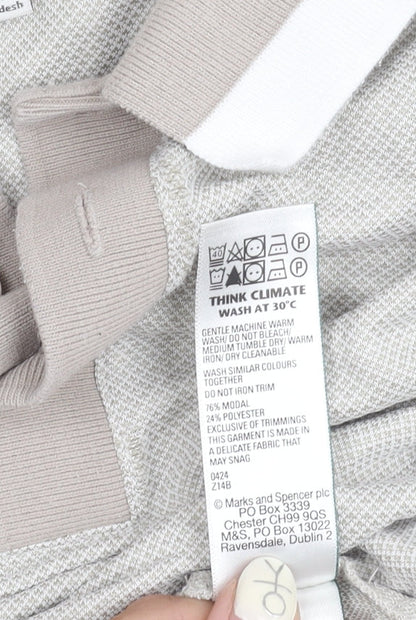 desh
40 P
P
THINK CLIMATE
WASH AT 30°C
GENTLE MACHINE WARM
WASH/ DO NOT BLEACH/
MEDIUM TUMBLE DRY/ WARM
IRON/ DRY CLEANABLE
WASH SIMILAR COLOURS
TOGETHER
DO NOT IRON TRIM
76% MODAL
24% POLYESTER
EXCLUSIVE OF TRIMMINGS
THIS GARMENT IS MADE IN
A DELICATE FABRIC THAT
MAY SNAG
0424
Z14B
© Marks and Spencer plc
PO Box 3339
Chester CH99 9QS
M&S, PO Box 13022
Ravensdale, Dublin 2